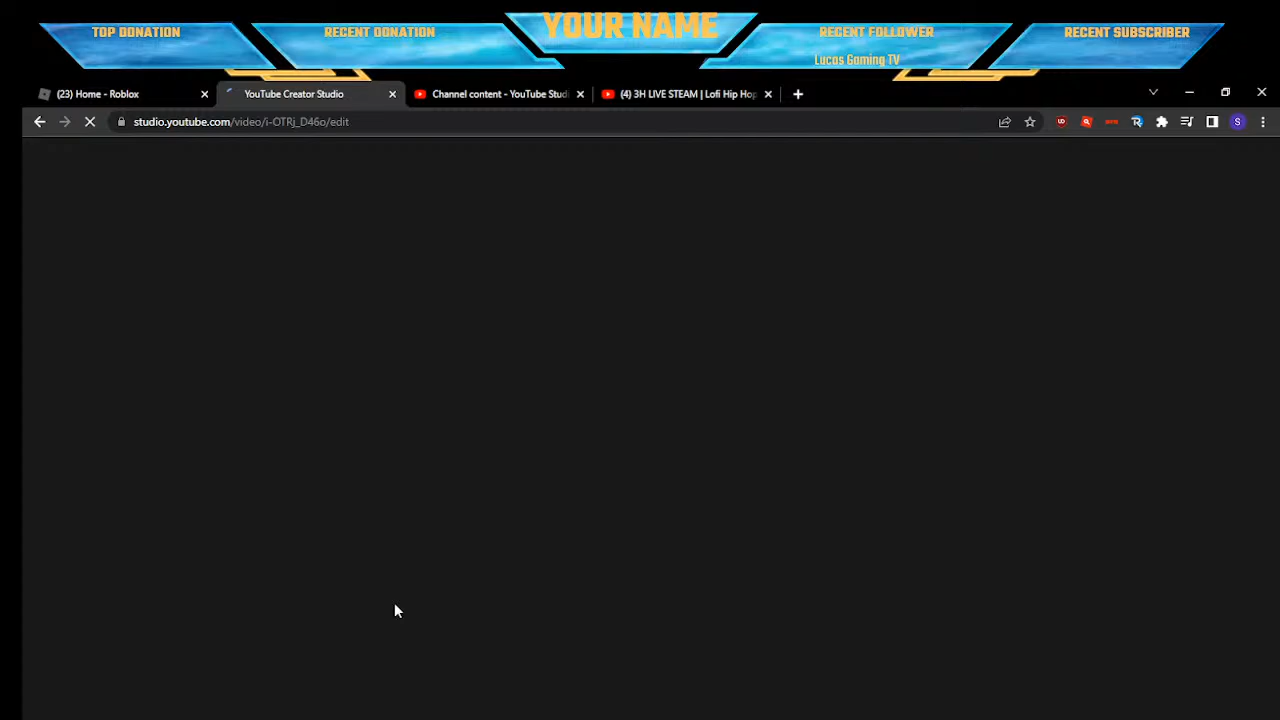 TOP DONATION
RECENT DONATION
YOUR NAME
RECENT FOLLOWER
RECENT SUBSCRIBER
Lucas Gaming TV
(23) Home - Roblox
YouTube Creator Studio
Channel content - YouTube Studi
(4) 3H LIVE STEAM | Lofi Hip Hop
studio.youtube.com/video/i-OTRj_D46o/edit
S